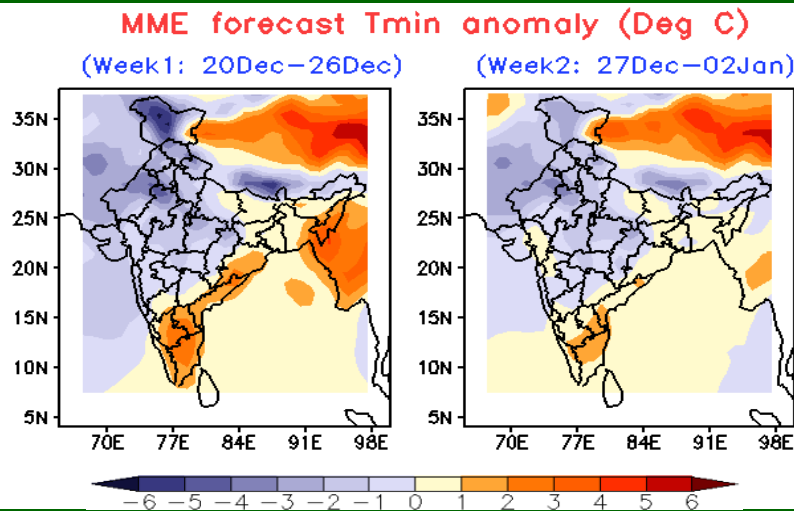 MME forecast Tmin anomaly (Deg C)
(Week1: 20Dec−26Dec) (Week2: 27Dec−02Jan)
35N
30N
25N
20N
15N
10N
5N
70E 77E 84E 91E 98E
35N
30N
25N
20N
15N
10N
5N
70E 77E 84E 91E 98E
−6 −5 −4 −3 −2 −1 0 1 2 3 4 5 6